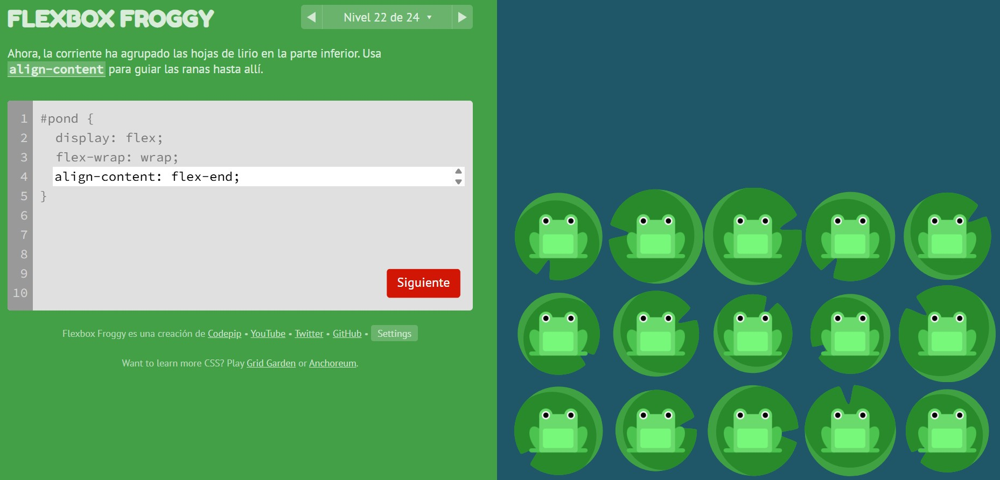 FLEXBOX FROGGY
◀ Nivel 22 de 24 ▼ ▶
Ahora, la corriente ha agrupado las hojas de lirio en la parte inferior. Usa
align-content para guiar las ranas hasta allí.
1 #pond {
2 display: flex;
3 flex-wrap: wrap;
4 align-content: flex-end;
5 }
6
7
8
9
10
Siguiente
Flexbox Froggy es una creación de Codepip • YouTube • Twitter • GitHub • Settings
Want to learn more CSS? Play Grid Garden or Anchoreum.